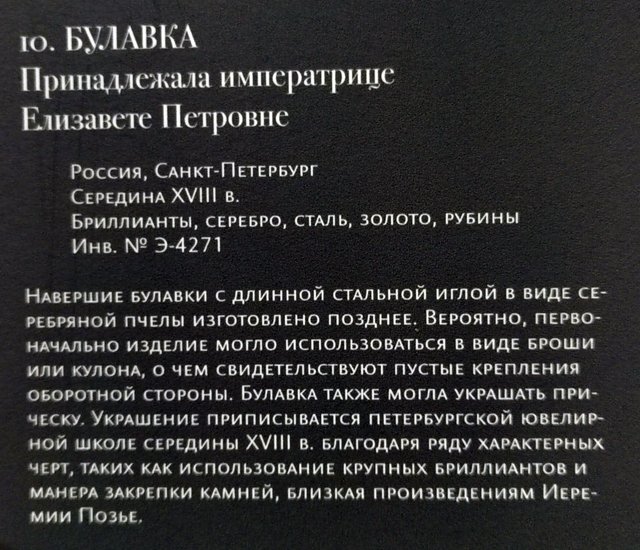 10. БУЛАВКА
Принадлежала императрице
Елизавете Петровне
Россия, Санкт-Петербург
Середина XVIII в.
Бриллианты, серебро, сталь, золото, рубины
Инв. № Э-4271
Навершие булавки с длинной стальной иглой в виде се-
ребряной пчелы изготовлено позднее. Вероятно, перво-
начально изделие могло использоваться в виде броши
или кулона, о чем свидетельствуют пустые крепления
оборотной стороны. Булавка также могла украшать при-
ческу. Украшение приписывается петербургской ювелир-
ной школе середины XVIII в. благодаря ряду характерных
черт, таких как использование крупных бриллиантов и
манера закрепки камней, близкая произведениям Иере-
мии Позье.